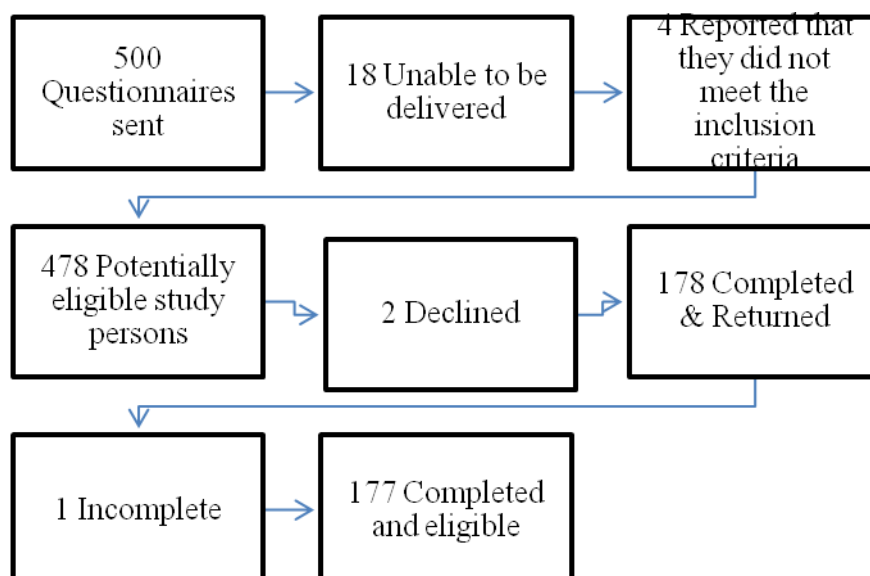 500
Questionnaires
sent
18 Unable to be
delivered
4 Reported that
they did not
meet the
inclusion
criteria
478 Potentially
eligible study
persons
2 Declined
178 Completed
& Returned
1 Incomplete
177 Completed
and eligible